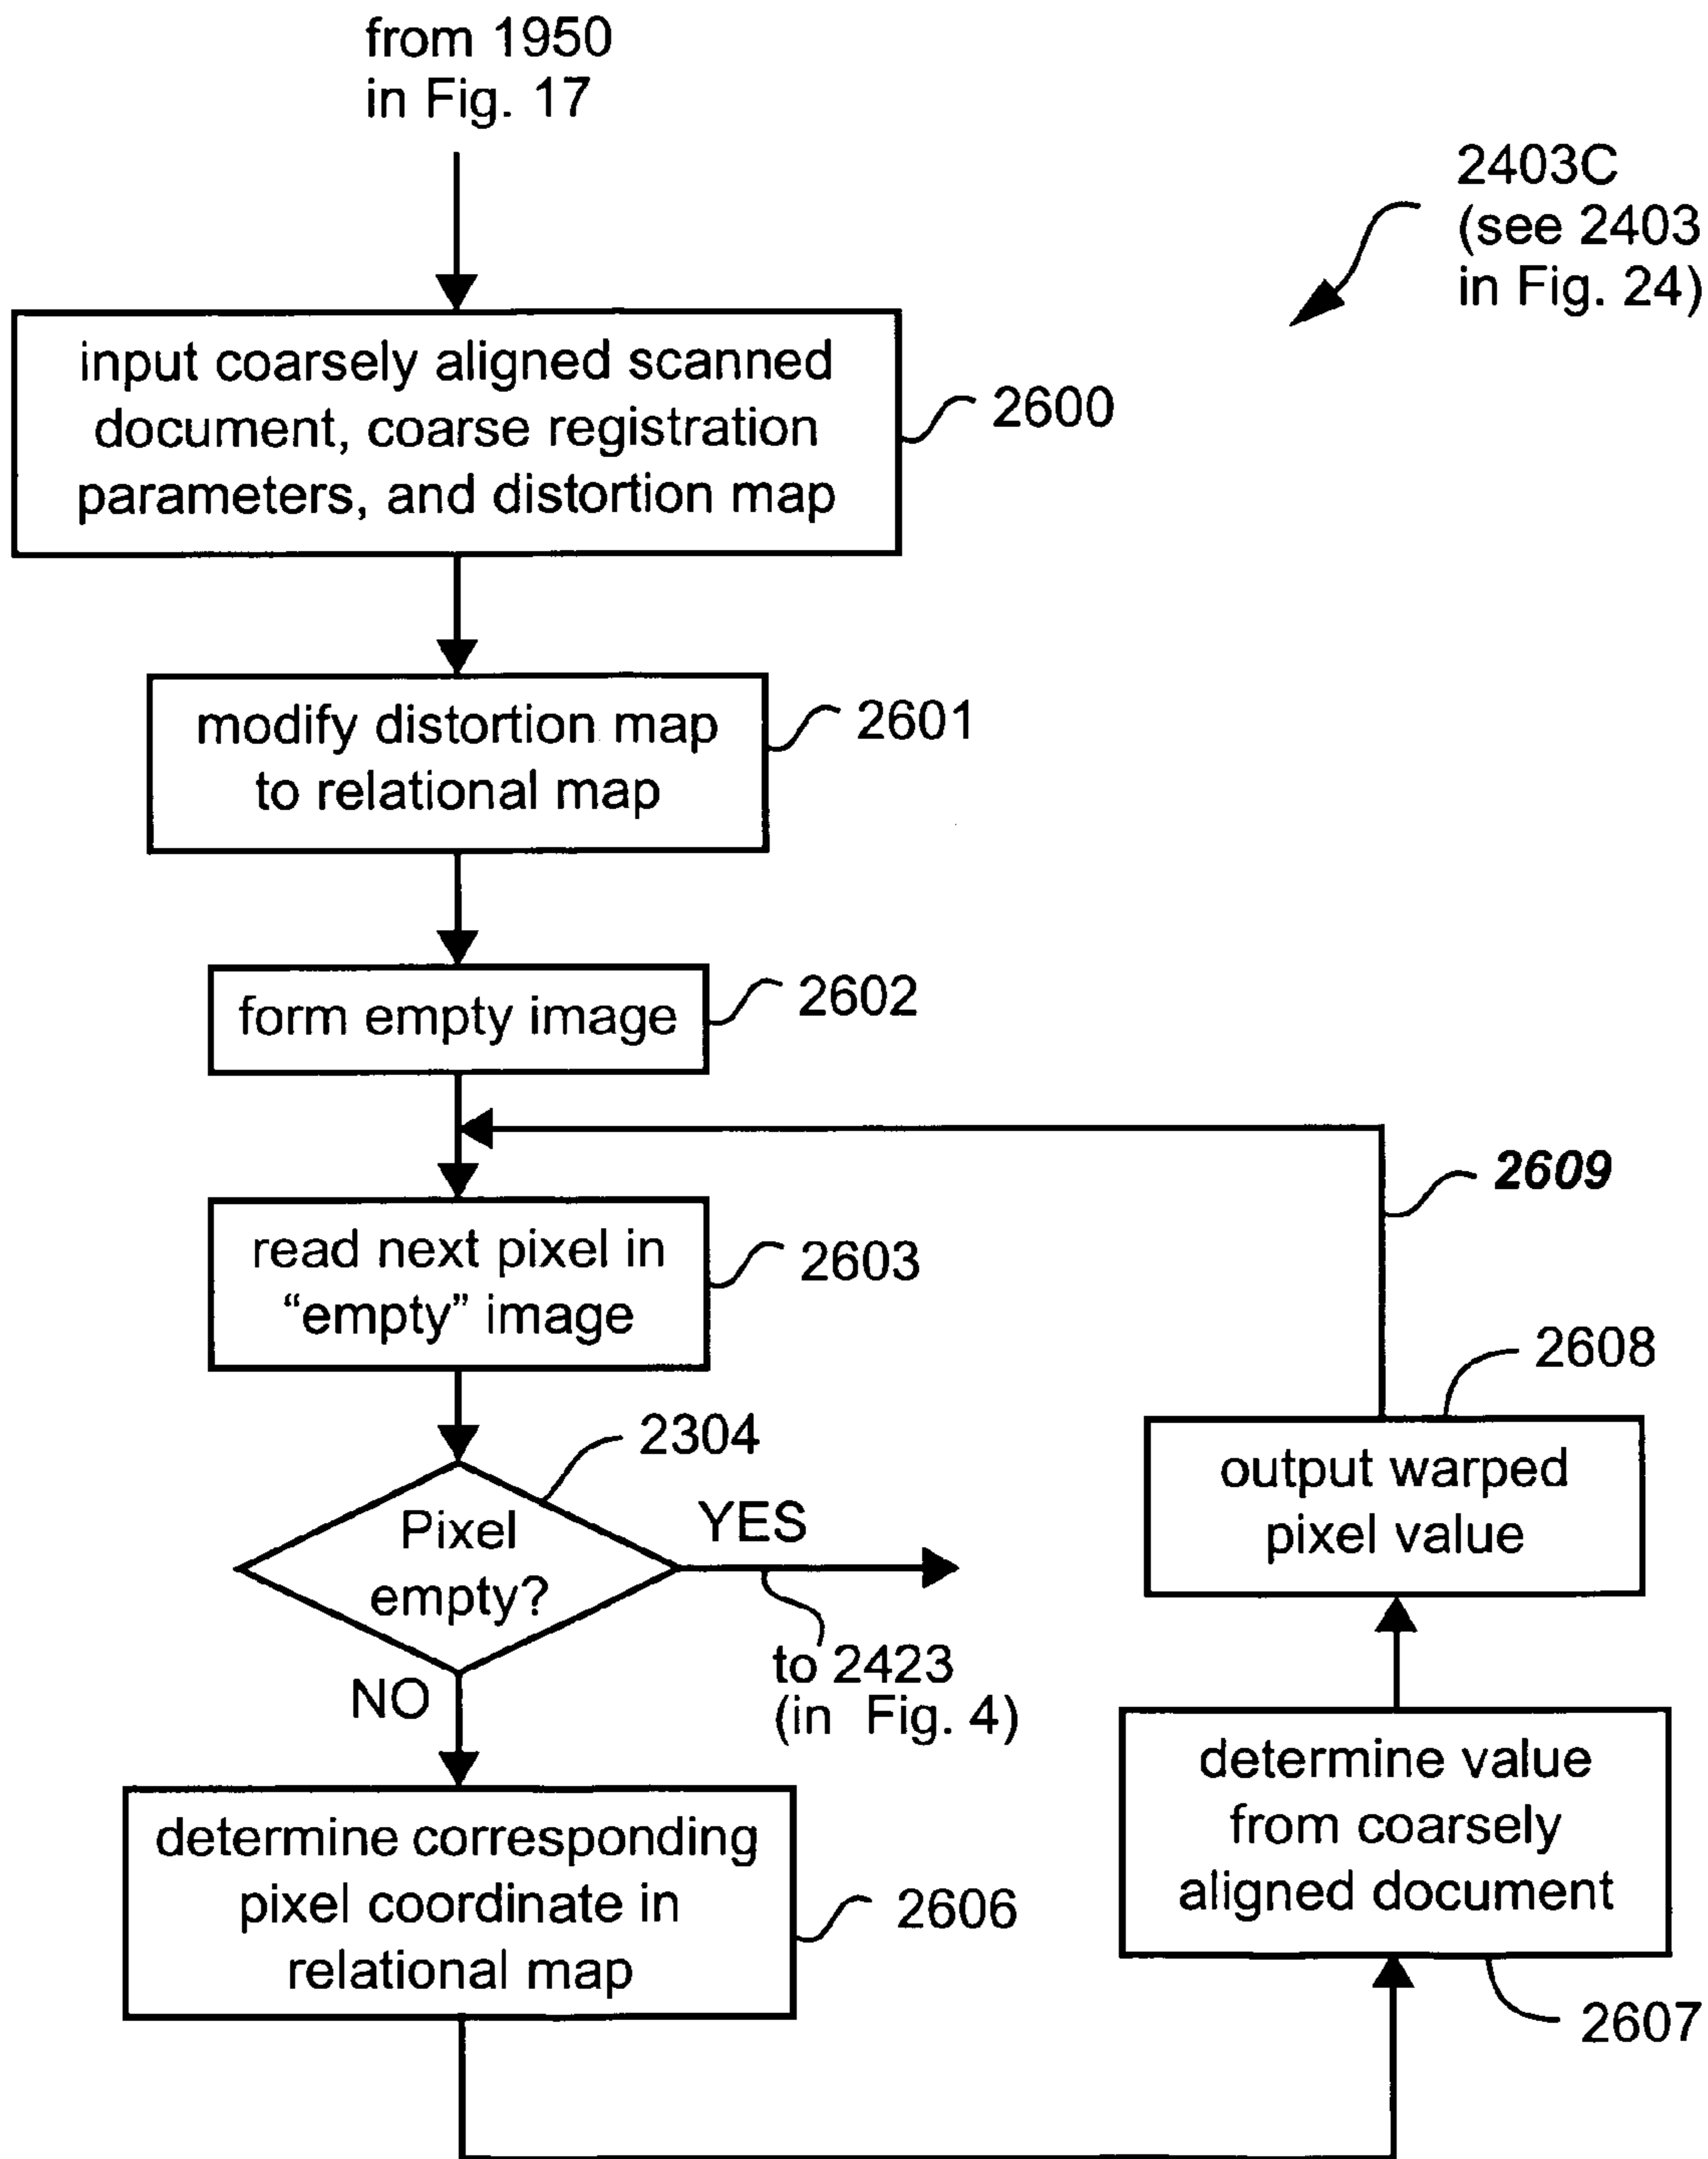 from 1950
in Fig. 17
2403C
(see 2403
in Fig. 24)
input coarsely aligned scanned
document, coarse registration
parameters, and distortion map
2600
modify distortion map
to relational map
2601
form empty image
2602
2609
read next pixel in
“empty” image
2603
2304
Pixel
empty?
YES
to 2423
(in Fig. 4)
NO
determine corresponding
pixel coordinate in
relational map
2606
determine value
from coarsely
aligned document
2607
output warped
pixel value
2608